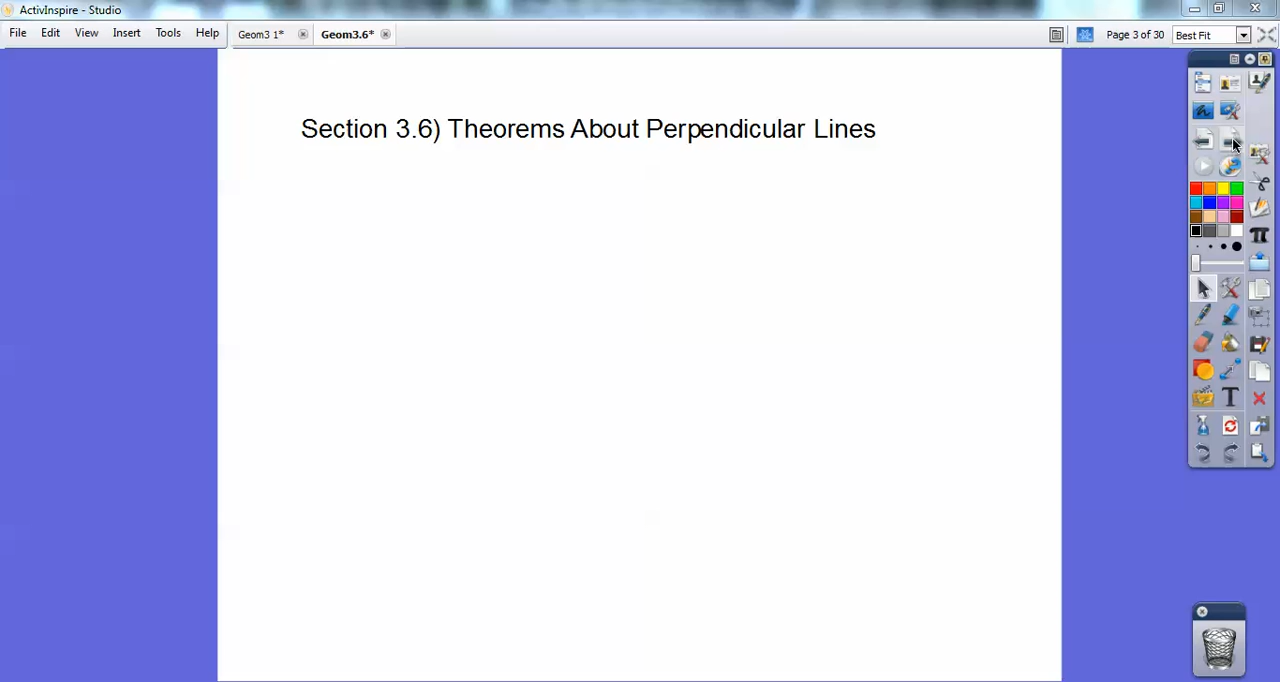 ActivInspire - Studio
File Edit View Insert Tools Help
Geom3 1* Geom3.6* Page 3 of 30 Best Fit
Section 3.6) Theorems About Perpendicular Lines
T